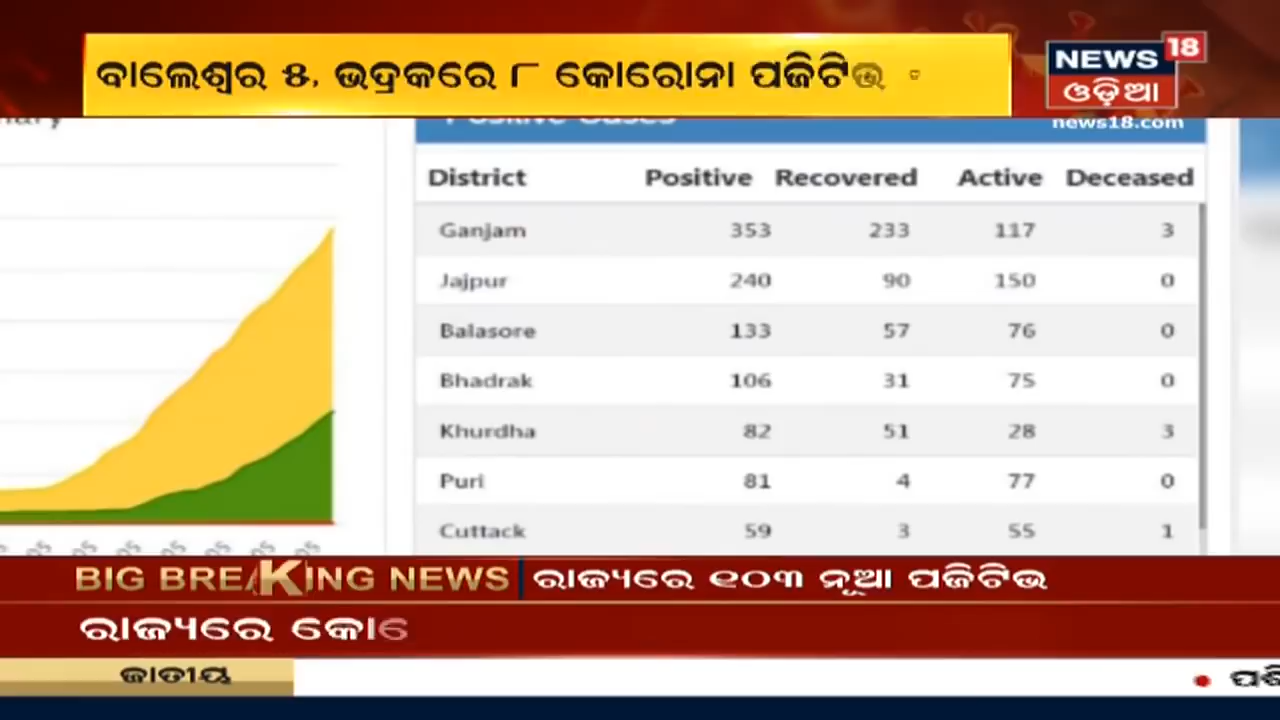 ବାଲେଶ୍ୱର ୫, ଭଦ୍ରକରେ ୮ କୋରୋନା ପଜିଟିଭ
NEWS 18
ଓଡ଼ିଆ
news18.com
Positive Cases
District Positive Recovered Active Deceased
Ganjam 353 233 117 3
Jajpur 240 90 150 0
Balasore 133 57 76 0
Bhadrak 106 31 75 0
Khurdha 82 51 28 3
Puri 81 4 77 0
Cuttack 59 3 55 1
BIG BREAKING NEWS ରାଜ୍ୟରେ ୧୦୩ ନୂଆ ପଜିଟିଭ
ରାଜ୍ୟରେ
ଜାତୀୟ